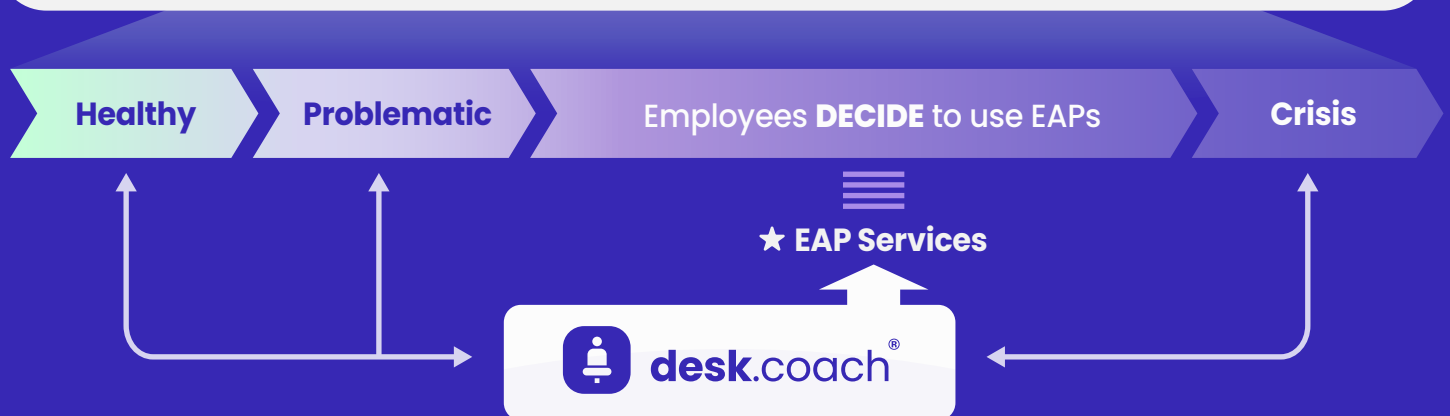 Healthy
Problematic
Employees DECIDE to use EAPs
Crisis
★ EAP Services
desk.coach®